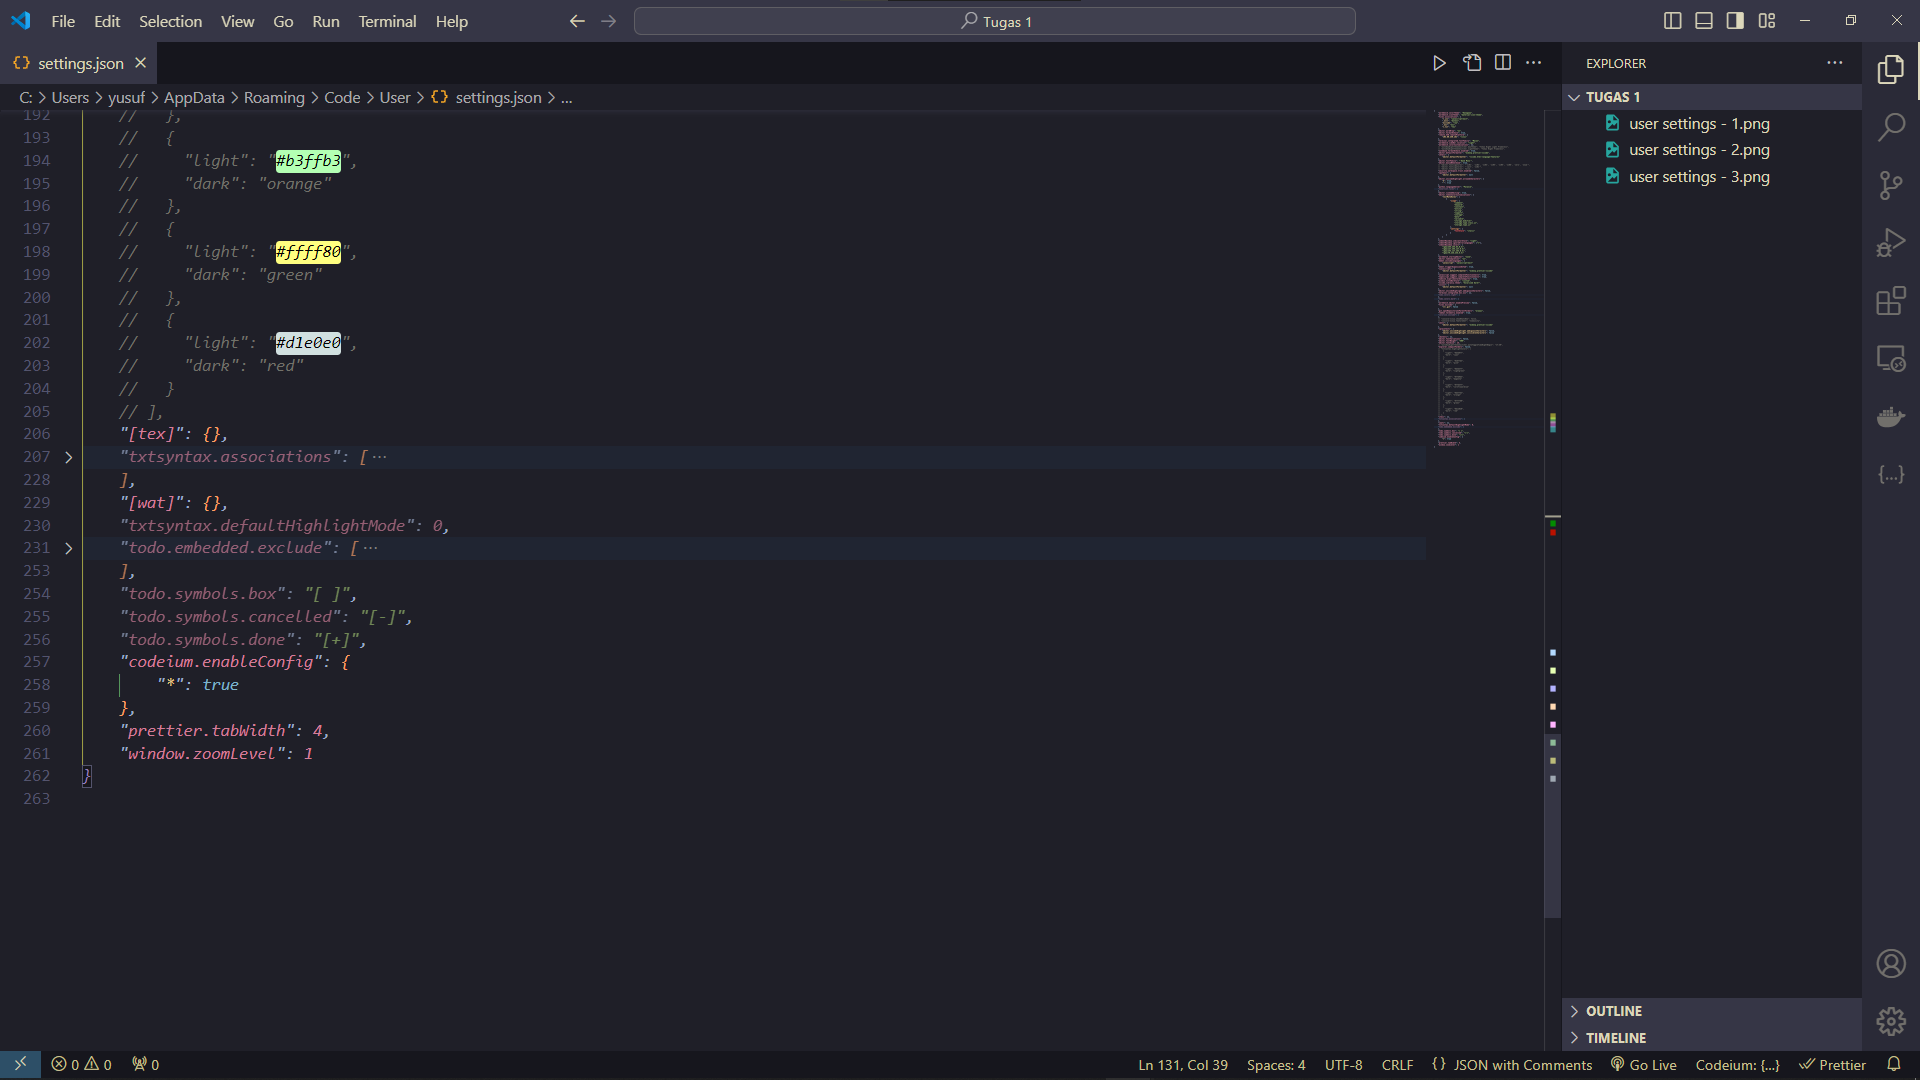 File Edit Selection View Go Run Terminal Help
Tugas 1
settings.json
C: > Users > yusuf > AppData > Roaming > Code > User > {} settings.json > ...
192 // },
193 // {
194 // "light": "#b3ffb3",
195 // "dark": "orange"
196 // },
197 // {
198 // "light": "#ffff80",
199 // "dark": "green"
200 // },
201 // {
202 // "light": "#d1e0e0",
203 // "dark": "red"
204 // }
205 // ],
206 "[tex]": {},
207 "txtsyntax.associations": [ ...
228 ],
229 "[wat]": {},
230 "txtsyntax.defaultHighlightMode": 0,
231 "todo.embedded.exclude": [ ...
253 ],
254 "todo.symbols.box": "[ ]",
255 "todo.symbols.cancelled": "[-]",
256 "todo.symbols.done": "[+]",
257 "codeium.enableConfig": {
258 "*": true
259 },
260 "prettier.tabWidth": 4,
261 "window.zoomLevel": 1
262 }
263
EXPLORER
TUGAS 1
user settings - 1.png
user settings - 2.png
user settings - 3.png
OUTLINE
TIMELINE
0 0 0 Ln 131, Col 39 Spaces: 4 UTF-8 CRLF {} JSON with Comments Go Live Codeium: {...} Prettier